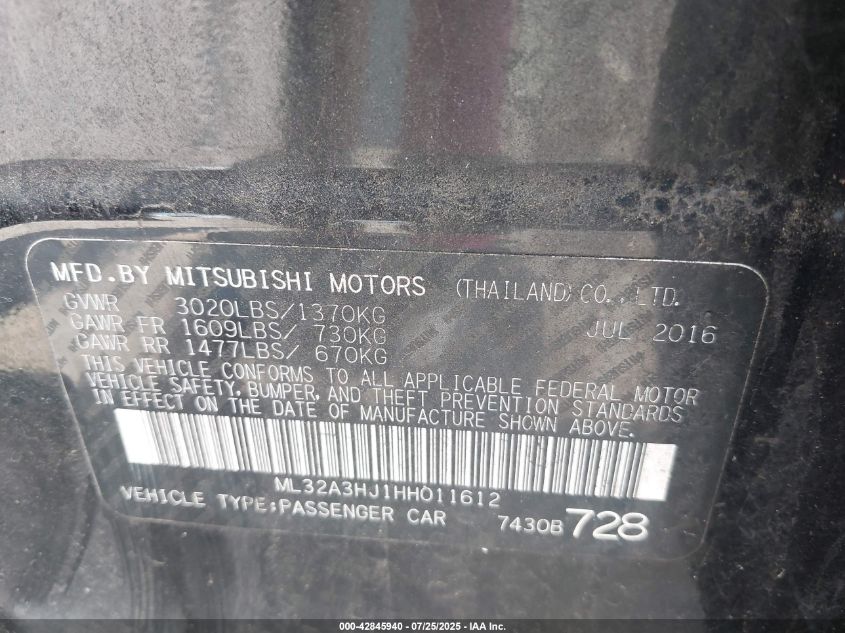 MFD.BY MITSUBISHI MOTORS (THAILAND) CO., LTD.
GVWR 3020LBS/1370KG JUL 2016
GAWR FR 1609LBS/ 730KG
GAWR RR 1477LBS/ 670KG
THIS VEHICLE CONFORMS TO ALL APPLICABLE FEDERAL MOTOR
VEHICLE SAFETY, BUMPER, AND THEFT PREVENTION STANDARDS
IN EFFECT ON THE DATE OF MANUFACTURE SHOWN ABOVE.
ML32A3HJ1HH011612
VEHICLE TYPE;PASSENGER CAR 7430B 728
000-42845940 - 07/25/2025 - IAA Inc.